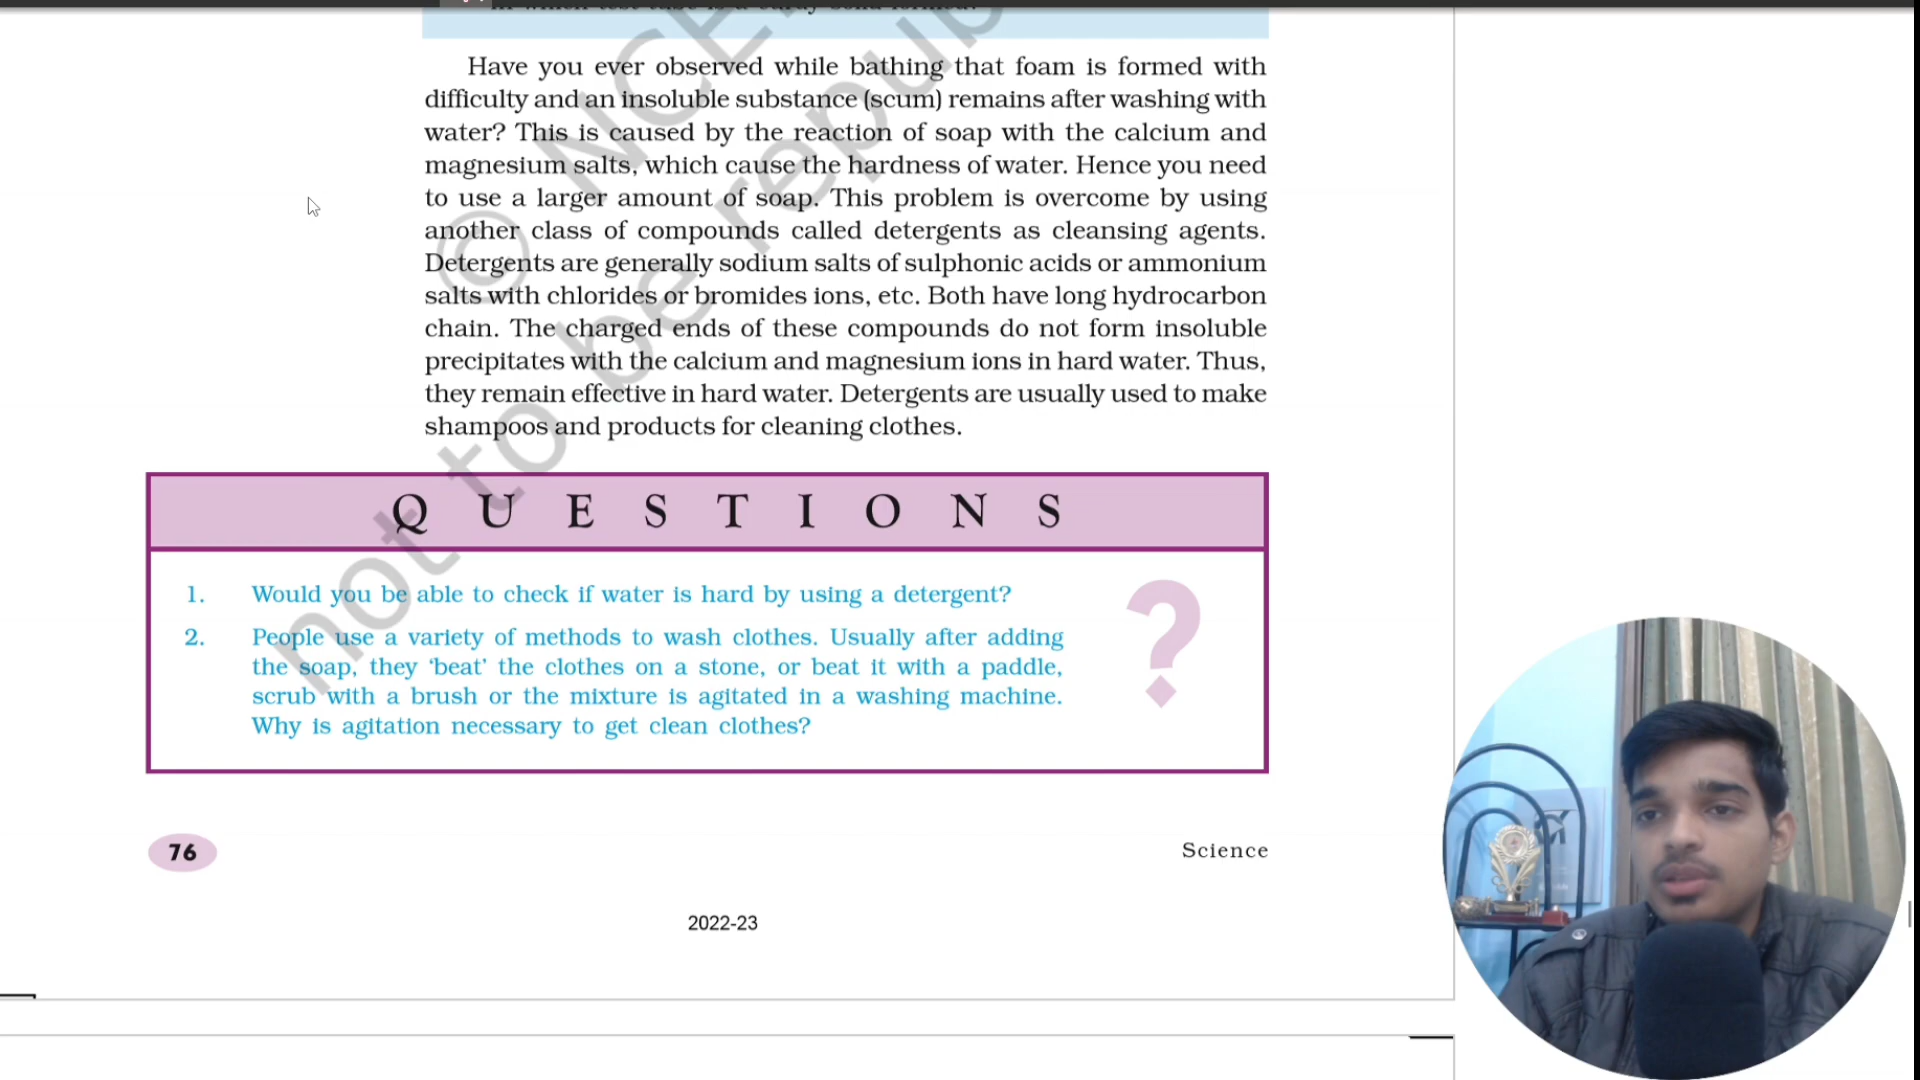 Have you ever observed while bathing that foam is formed with
difficulty and an insoluble substance (scum) remains after washing with
water? This is caused by the reaction of soap with the calcium and
magnesium salts, which cause the hardness of water. Hence you need
to use a larger amount of soap. This problem is overcome by using
another class of compounds called detergents as cleansing agents.
Detergents are generally sodium salts of sulphonic acids or ammonium
salts with chlorides or bromides ions, etc. Both have long hydrocarbon
chain. The charged ends of these compounds do not form insoluble
precipitates with the calcium and magnesium ions in hard water. Thus,
they remain effective in hard water. Detergents are usually used to make
shampoos and products for cleaning clothes.
Q U E S T I O N S
1. Would you be able to check if water is hard by using a detergent?
2. People use a variety of methods to wash clothes. Usually after adding
the soap, they ‘beat’ the clothes on a stone, or beat it with a paddle,
scrub with a brush or the mixture is agitated in a washing machine.
Why is agitation necessary to get clean clothes?
?
76
Science
2022-23
© NCE
not to be repub